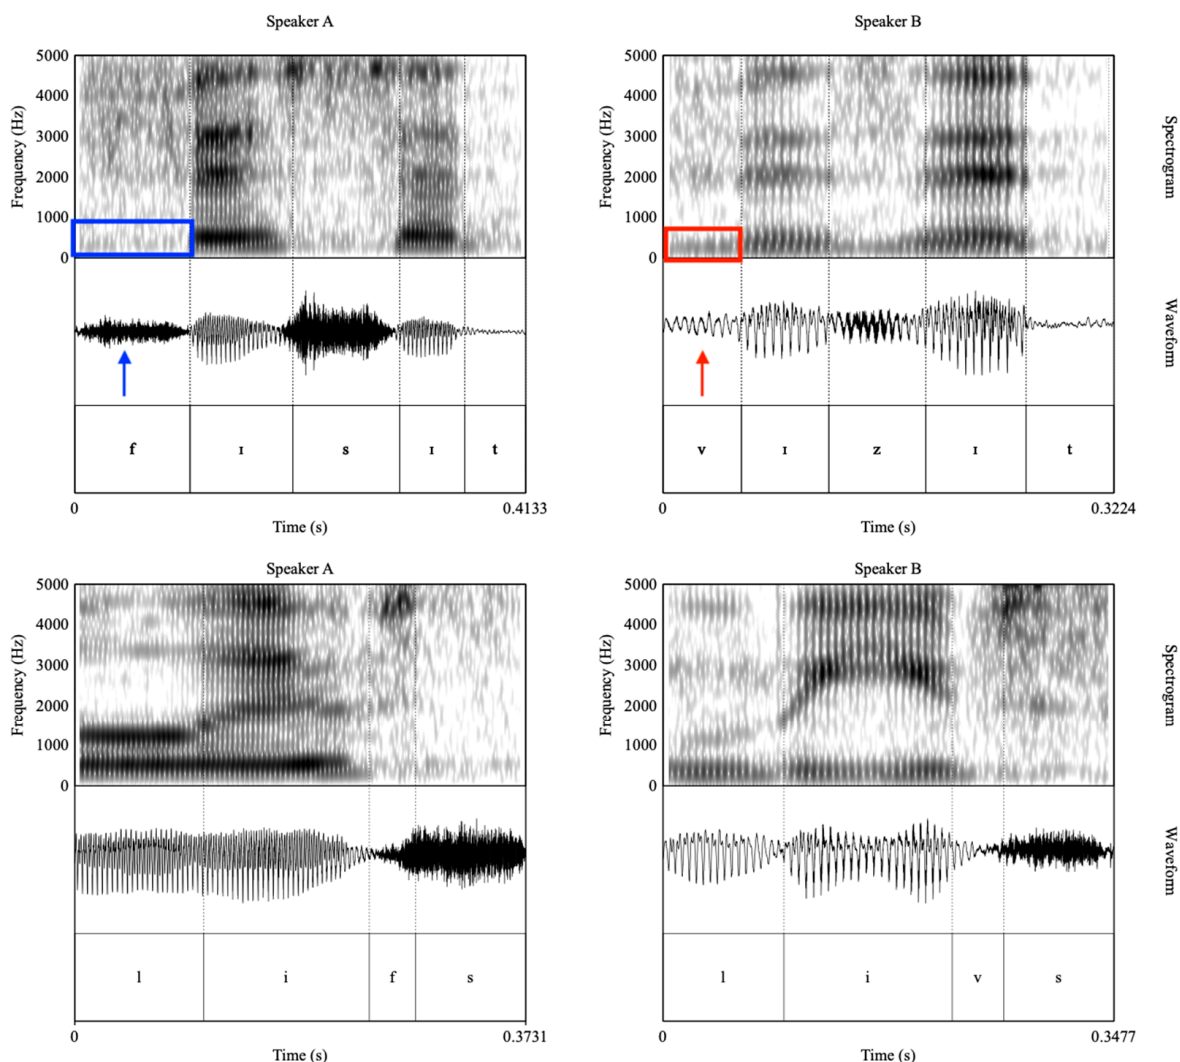 Speaker A
5000
4000
3000
2000
1000
0
Frequency (Hz)
f ɪ s ɪ t
0 0.4133
Time (s)
Speaker B
5000
4000
3000
2000
1000
0
Frequency (Hz)
Spectrogram
Waveform
v ɪ z ɪ t
0 0.3224
Time (s)
Speaker A
5000
4000
3000
2000
1000
0
Frequency (Hz)
l i f s
0 0.3731
Time (s)
Speaker B
5000
4000
3000
2000
1000
0
Frequency (Hz)
Spectrogram
Waveform
l i v s
0 0.3477
Time (s)